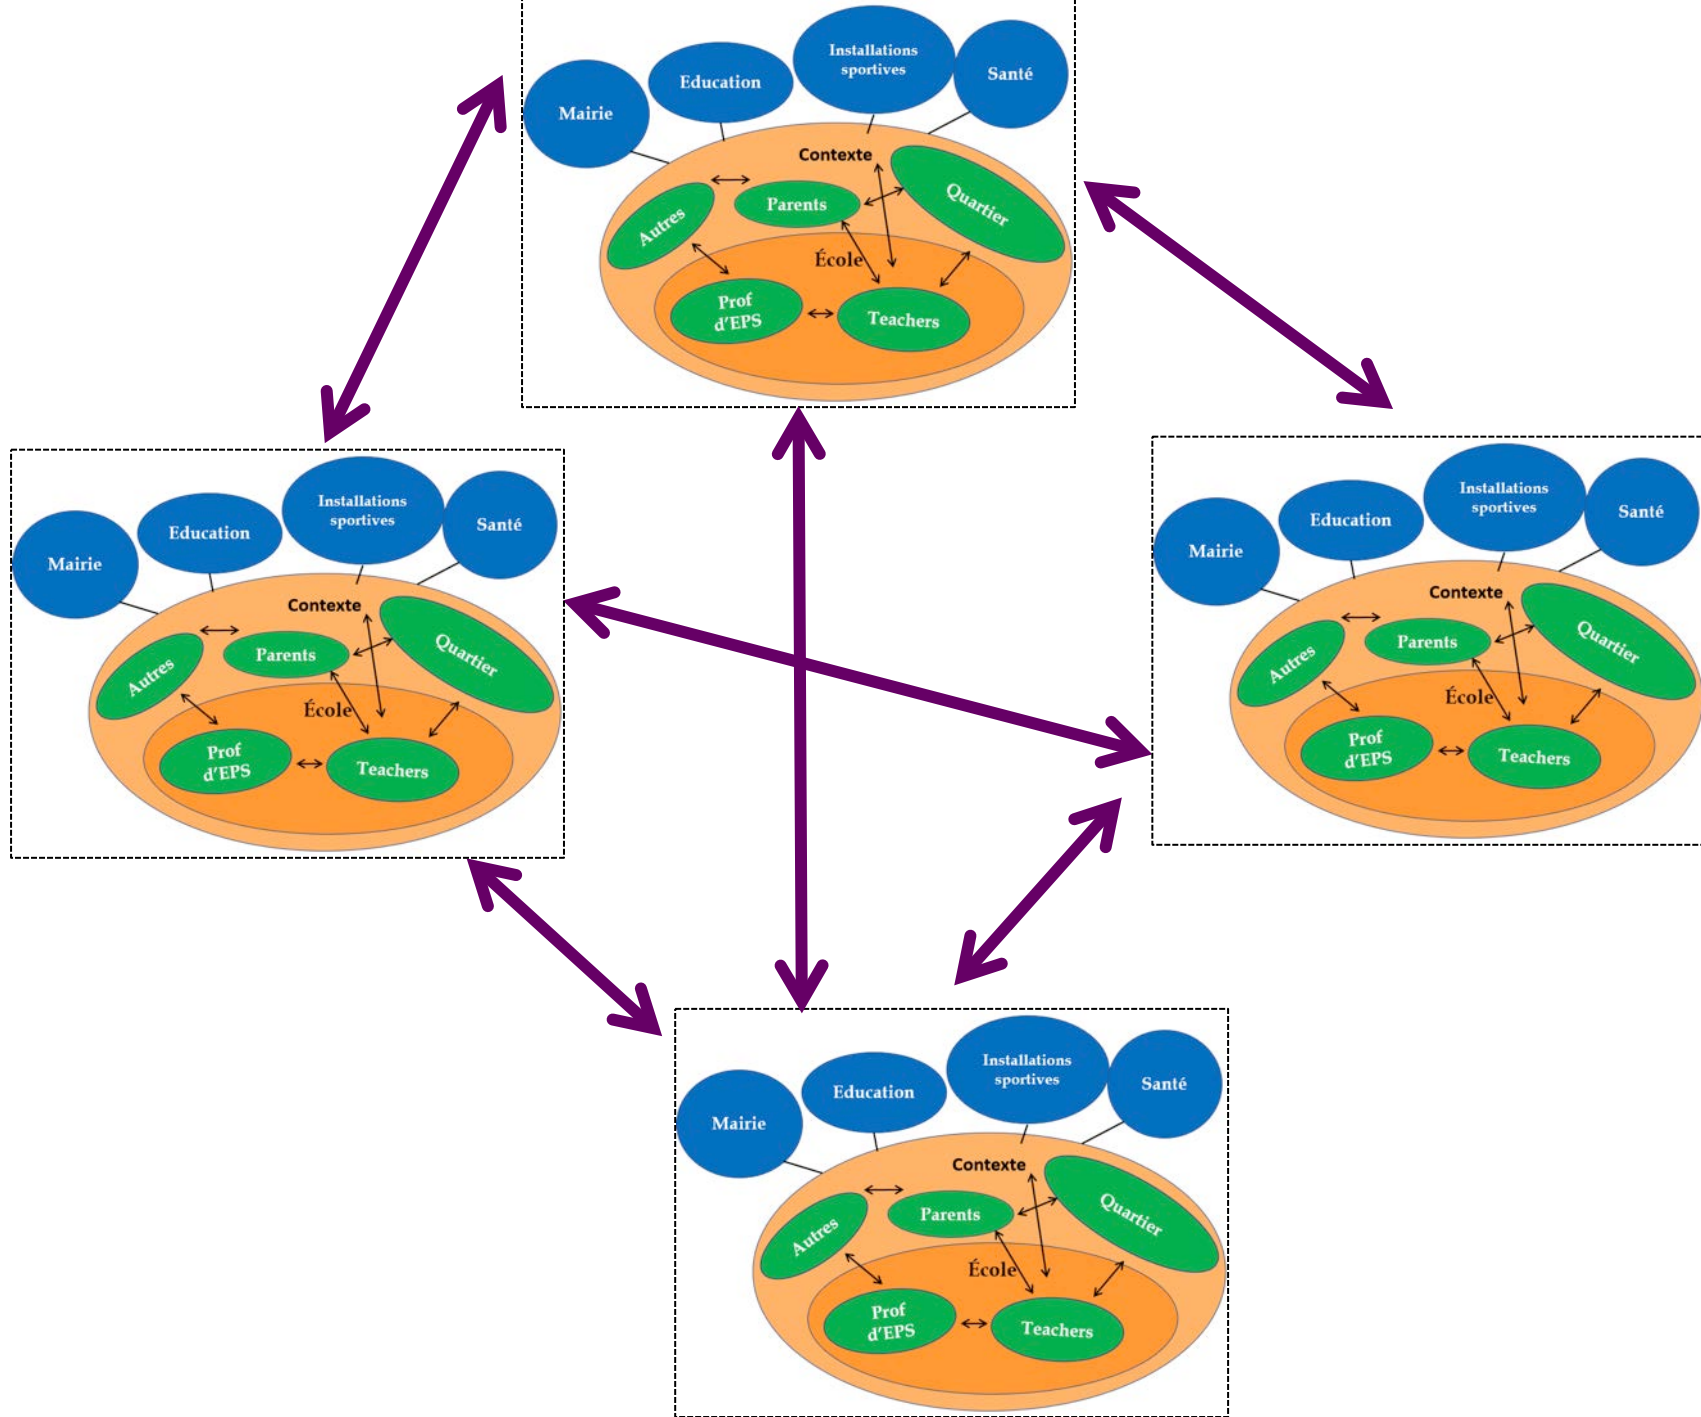 Installations
sportives
Santé
Education
Mairie
Contexte
Quartier
Parents
Autres
École
Prof
d'EPS
Teachers
Installations
sportives
Santé
Education
Mairie
Contexte
Quartier
Parents
Autres
École
Prof
d'EPS
Teachers
Installations
sportives
Santé
Education
Mairie
Contexte
Quartier
Parents
Autres
École
Prof
d'EPS
Teachers
Installations
sportives
Santé
Education
Mairie
Contexte
Quartier
Parents
Autres
École
Prof
d'EPS
Teachers